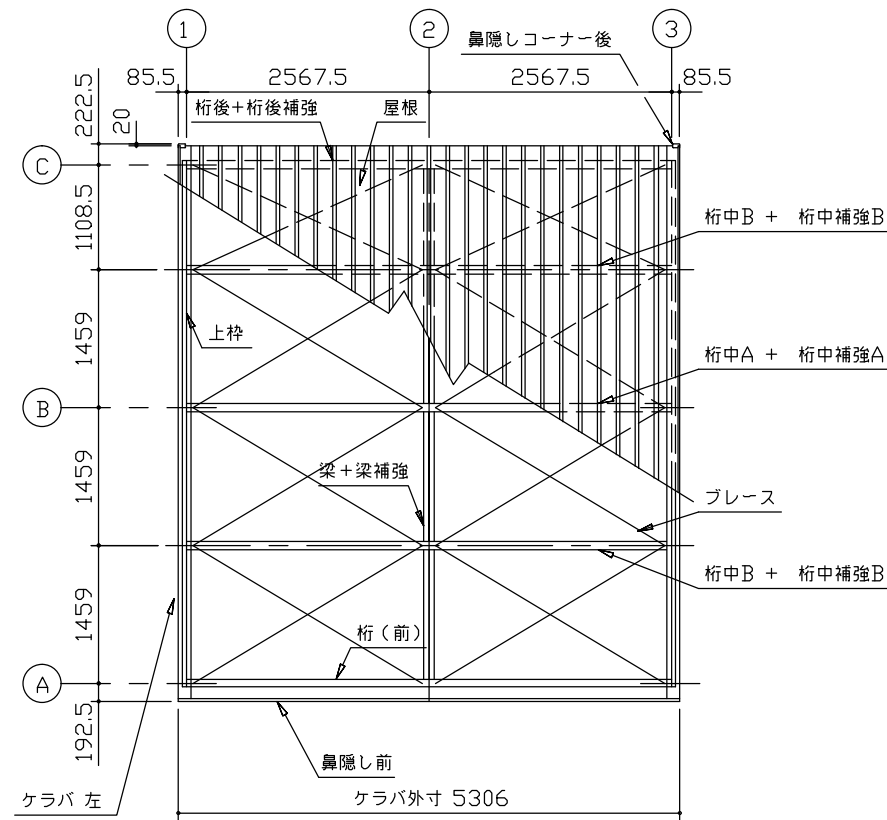 1
2
3
鼻隠しコーナー後
85.5
2567.5
2567.5
85.5
222.5
20
桁後+桁後補強
屋根
C
1108.5
桁中B + 桁中補強B
1459
上枠
桁中A + 桁中補強A
B
1459
梁+梁補強
ブレース
桁中B + 桁中補強B
1459
桁(前)
A
192.5
鼻隠し前
ケラバ 左
ケラバ外寸 5306